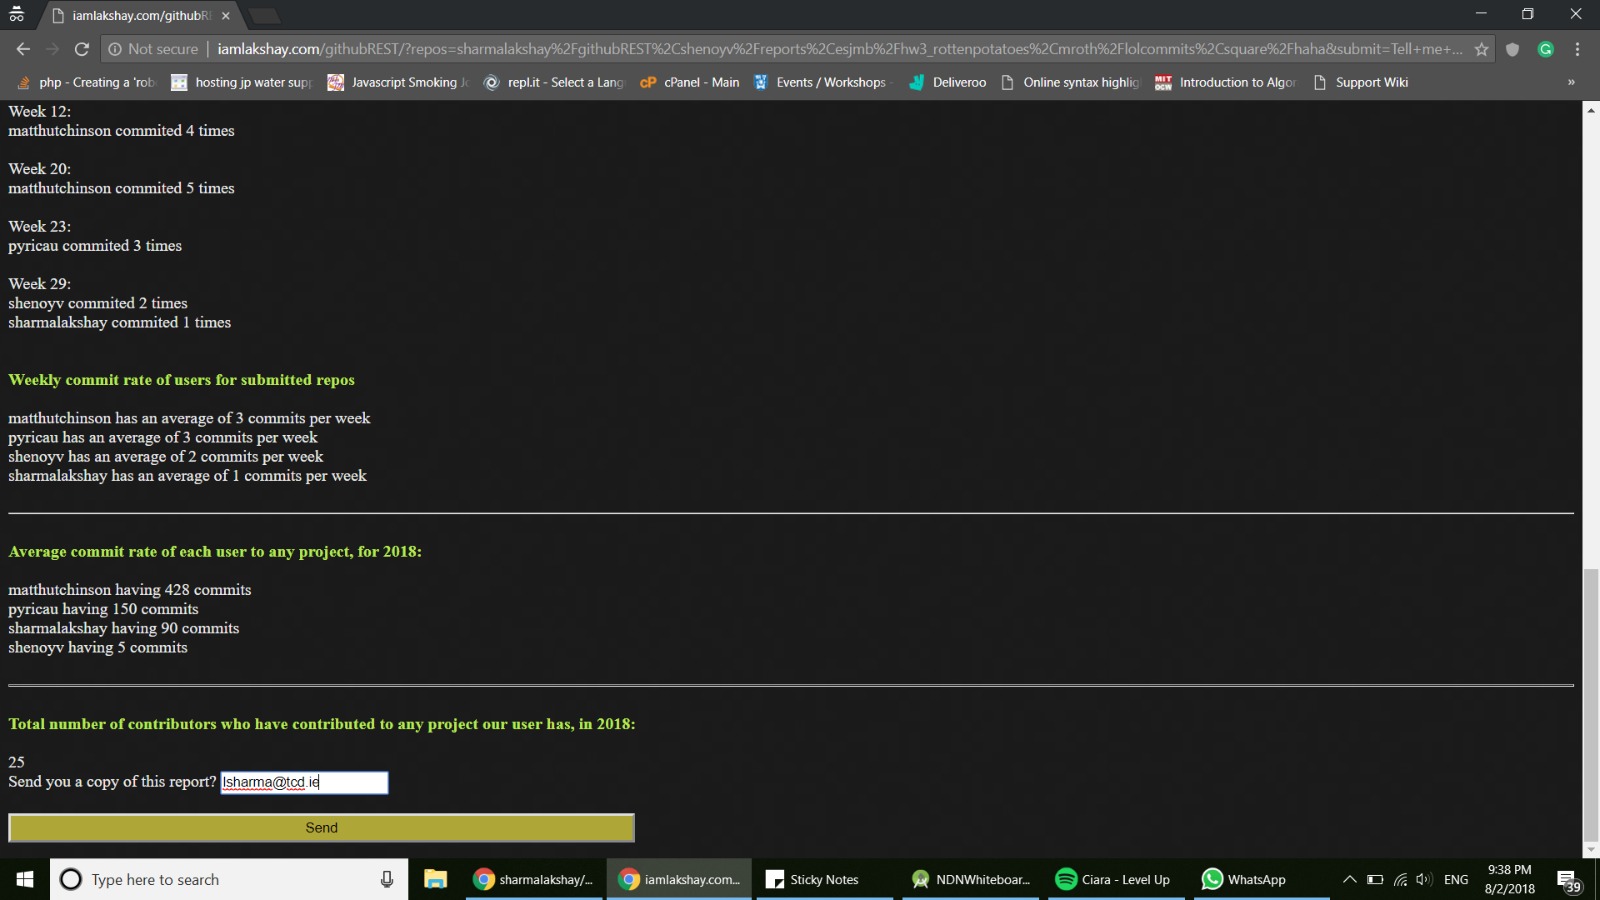 iamlakshay.com/githubR
Not secure | iamlakshay.com/githubREST/?repos=sharmalakshay%2FgithubREST%2Cshenoyv%2Freports%2Cesjmb%2Fhw3_rottenpotatoes%2Cmroth%2Flolcommits%2Csquare%2Fhaha&submit=Tell+me+...
php - Creating a 'rob hosting jp water supp Javascript Smoking Jo repl.it - Select a Lang cP cPanel - Main Events / Workshops Deliveroo Online syntax highlig MIT OCW Introduction to Algor Support Wiki »
Week 12:
matthutchinson commited 4 times
Week 20:
matthutchinson commited 5 times
Week 23:
pyricau commited 3 times
Week 29:
shenoyv commited 2 times
sharmalakshay commited 1 times
Weekly commit rate of users for submitted repos
matthutchinson has an average of 3 commits per week
pyricau has an average of 3 commits per week
shenoyv has an average of 2 commits per week
sharmalakshay has an average of 1 commits per week
Average commit rate of each user to any project, for 2018:
matthutchinson having 428 commits
pyricau having 150 commits
sharmalakshay having 90 commits
shenoyv having 5 commits
Total number of contributors who have contributed to any project our user has, in 2018:
25
Send you a copy of this report? lsharma@tcd.ie
Send
Type here to search sharmalakshay/... iamlakshay.com... Sticky Notes NDNWhiteboar... Ciara - Level Up WhatsApp ENG 9:38 PM
8/2/2018 39